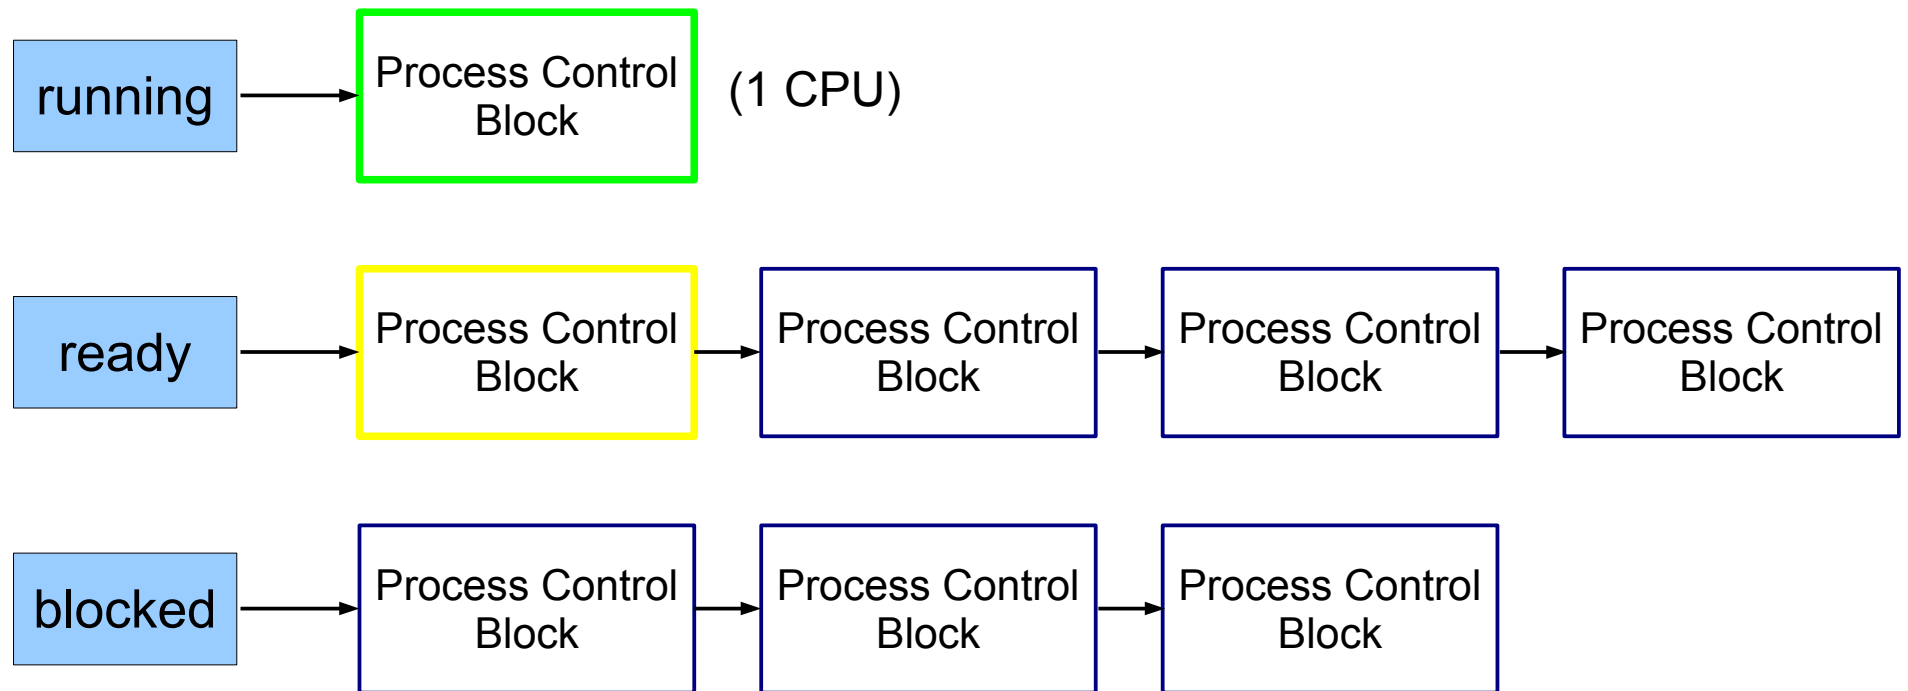 running
Process Control
Block
(1 CPU)
ready
Process Control
Block
Process Control
Block
Process Control
Block
Process Control
Block
blocked
Process Control
Block
Process Control
Block
Process Control
Block